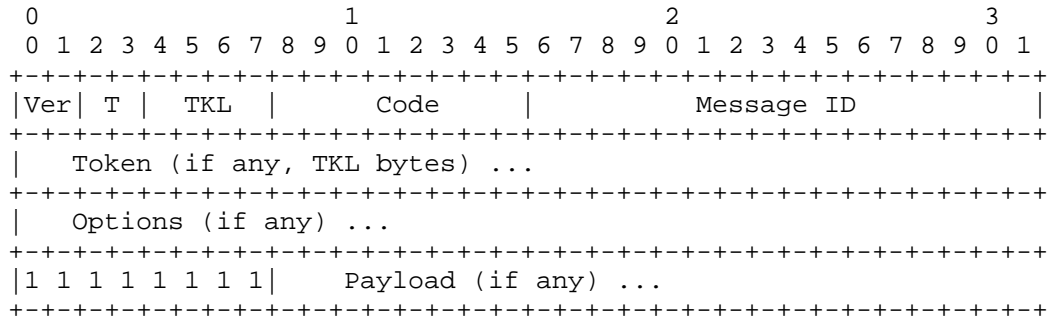 0                   1                   2                   3
 0 1 2 3 4 5 6 7 8 9 0 1 2 3 4 5 6 7 8 9 0 1 2 3 4 5 6 7 8 9 0 1
+-+-+-+-+-+-+-+-+-+-+-+-+-+-+-+-+-+-+-+-+-+-+-+-+-+-+-+-+-+-+-+-+
|Ver| T |  TKL  |      Code     |          Message ID           |
+-+-+-+-+-+-+-+-+-+-+-+-+-+-+-+-+-+-+-+-+-+-+-+-+-+-+-+-+-+-+-+-+
|   Token (if any, TKL bytes) ...
+-+-+-+-+-+-+-+-+-+-+-+-+-+-+-+-+-+-+-+-+-+-+-+-+-+-+-+-+-+-+-+-+
|   Options (if any) ...
+-+-+-+-+-+-+-+-+-+-+-+-+-+-+-+-+-+-+-+-+-+-+-+-+-+-+-+-+-+-+-+-+
|1 1 1 1 1 1 1 1|    Payload (if any) ...
+-+-+-+-+-+-+-+-+-+-+-+-+-+-+-+-+-+-+-+-+-+-+-+-+-+-+-+-+-+-+-+-+